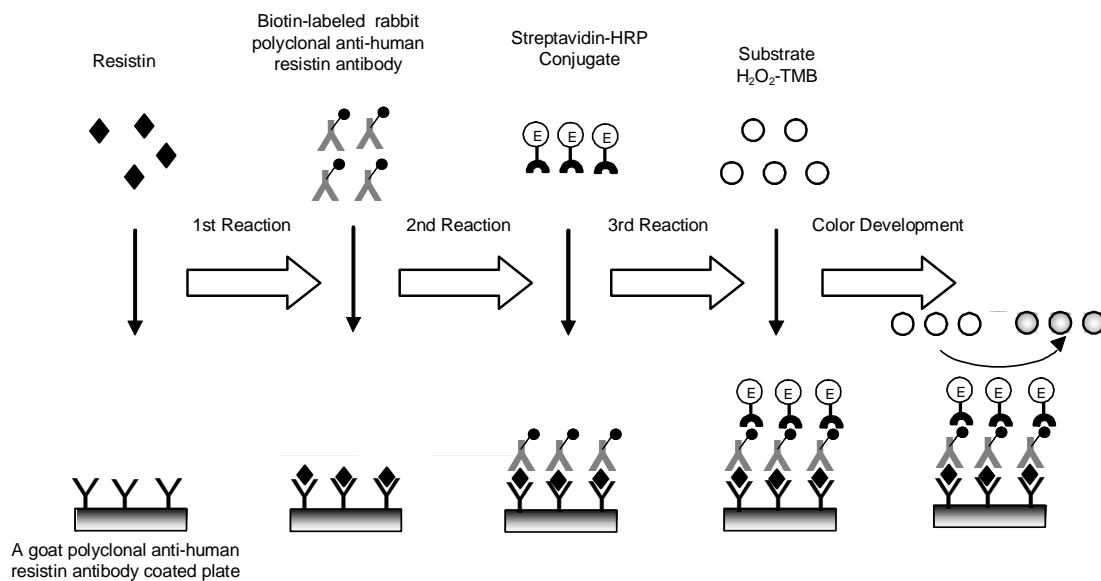 Resistin
Biotin-labeled rabbit
polyclonal anti-human
resistin antibody
Streptavidin-HRP
Conjugate
Substrate
H₂O₂-TMB
E E E
1st Reaction
2nd Reaction
3rd Reaction
Color Development
E E E
E E E
A goat polyclonal anti-human
resistin antibody coated plate